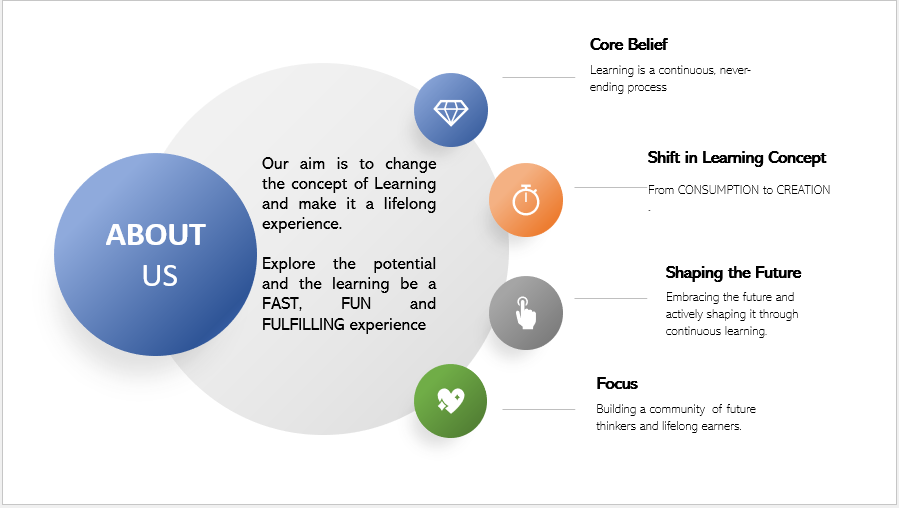 ABOUT
US
Our aim is to change
the concept of Learning
and make it a lifelong
experience.
Explore the potential
and the learning be a
FAST, FUN and
FULFILLING experience
Core Belief
Learning is a continuous, never-
ending process
Shift in Learning Concept
From CONSUMPTION to CREATION
.
Shaping the Future
Embracing the future and
actively shaping it through
continuous learning.
Focus
Building a community of future
thinkers and lifelong earners.